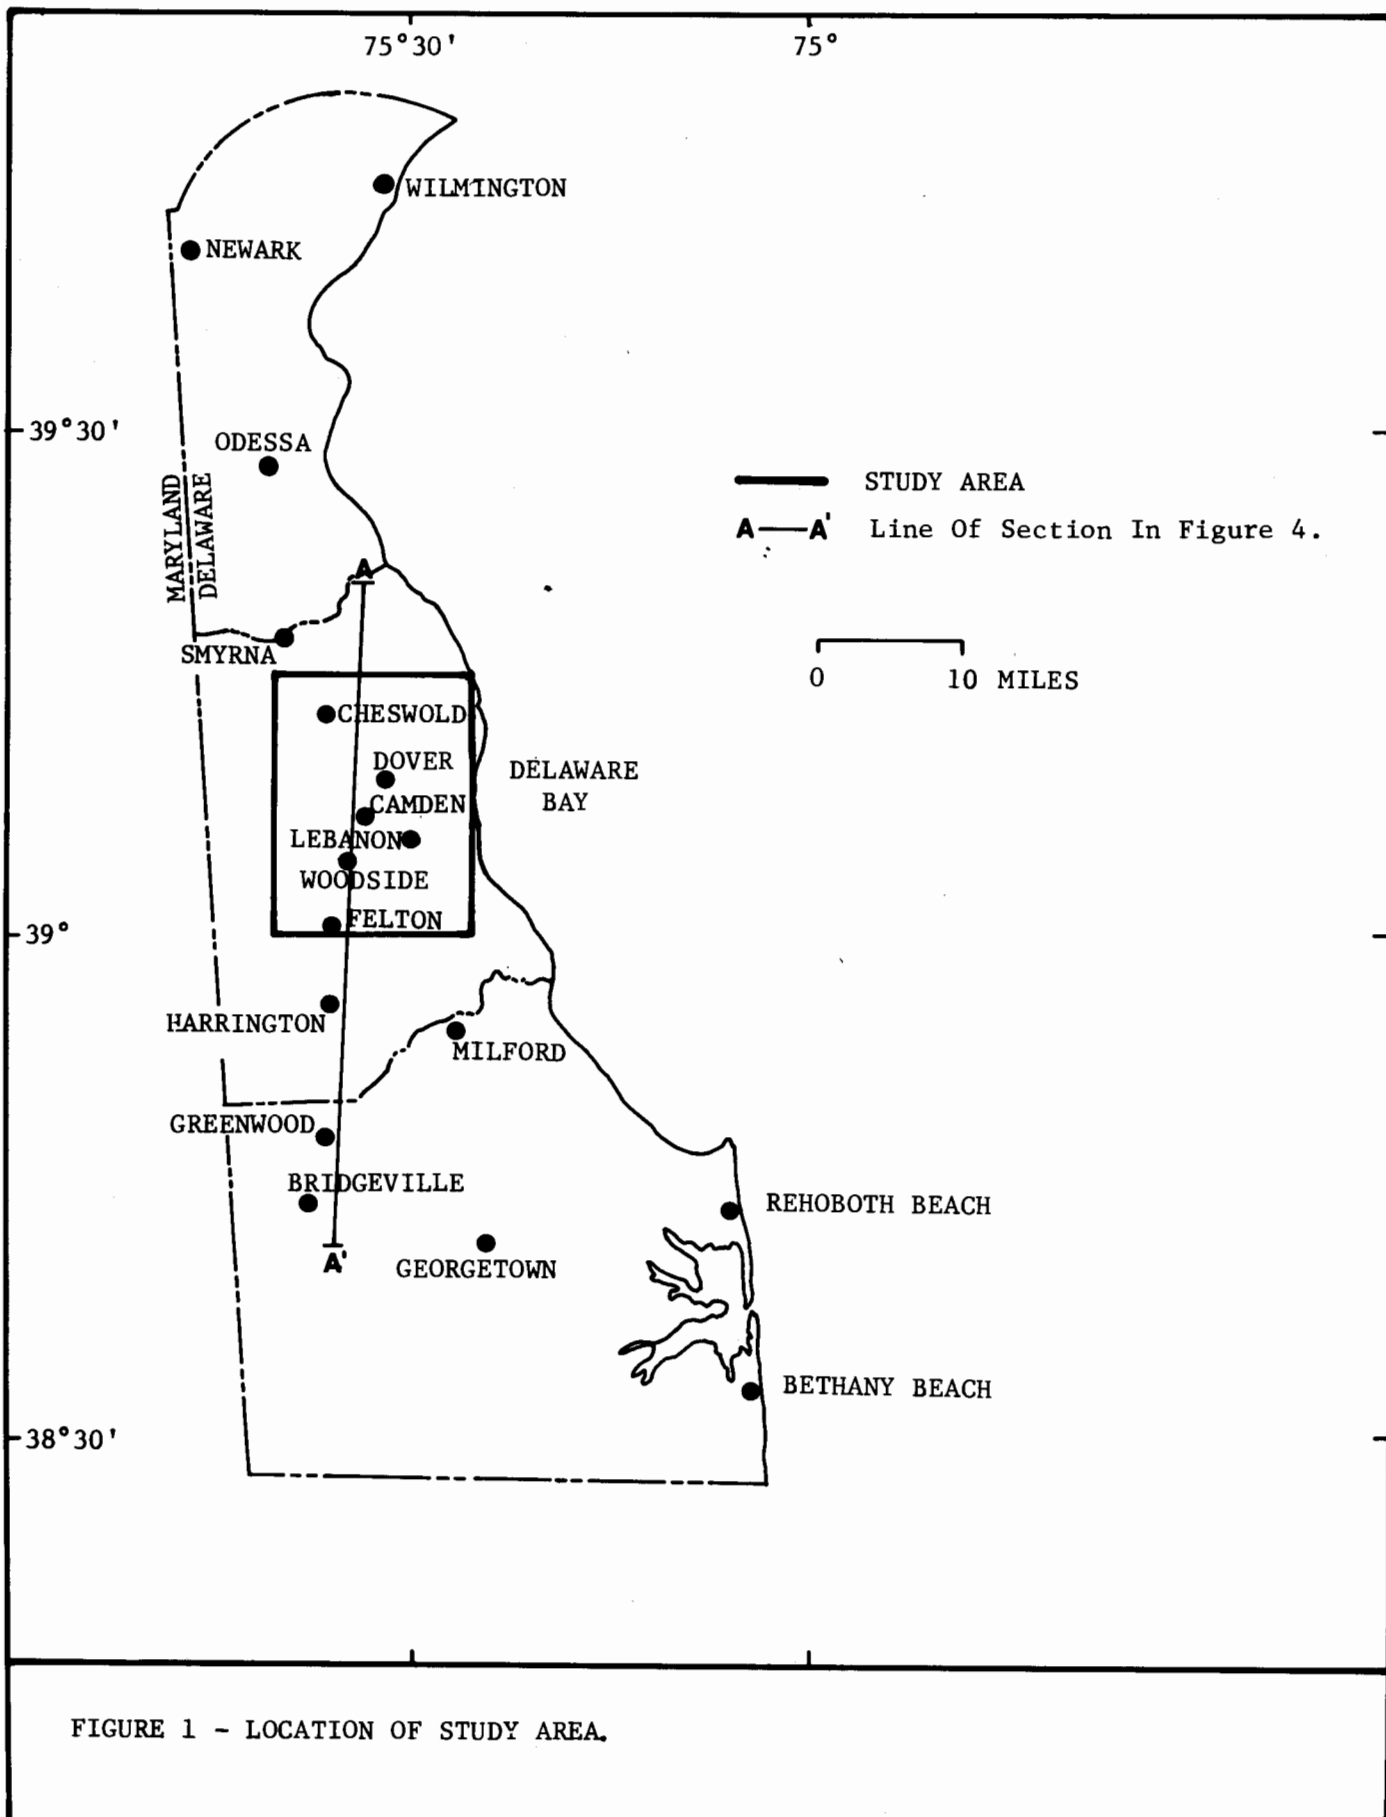 75°30'
75°
WILMINGTON
NEWARK
39°30'
ODESSA
MARYLAND
DELAWARE
STUDY AREA
A—A' Line Of Section In Figure 4.
A
SMYRNA
0 10 MILES
CHESWOLD
DOVER
DELAWARE
BAY
CAMDEN
LEBANON
WOODSIDE
FELTON
39°
HARRINGTON
MILFORD
GREENWOOD
BRIDGEVILLE
REHOBOTH BEACH
A'
GEORGETOWN
BETHANY BEACH
38°30'
FIGURE 1 - LOCATION OF STUDY AREA.